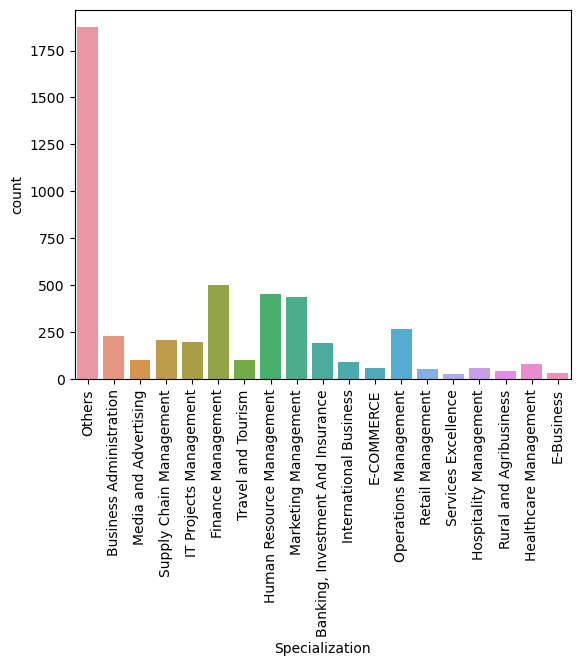 1750
1500
1250
1000
750
500
250
0
count
Others
Business Administration
Media and Advertising
Supply Chain Management
IT Projects Management
Finance Management
Travel and Tourism
Human Resource Management
Marketing Management
Banking, Investment And Insurance
International Business
E-COMMERCE
Operations Management
Retail Management
Services Excellence
Hospitality Management
Rural and Agribusiness
Healthcare Management
E-Business
Specialization